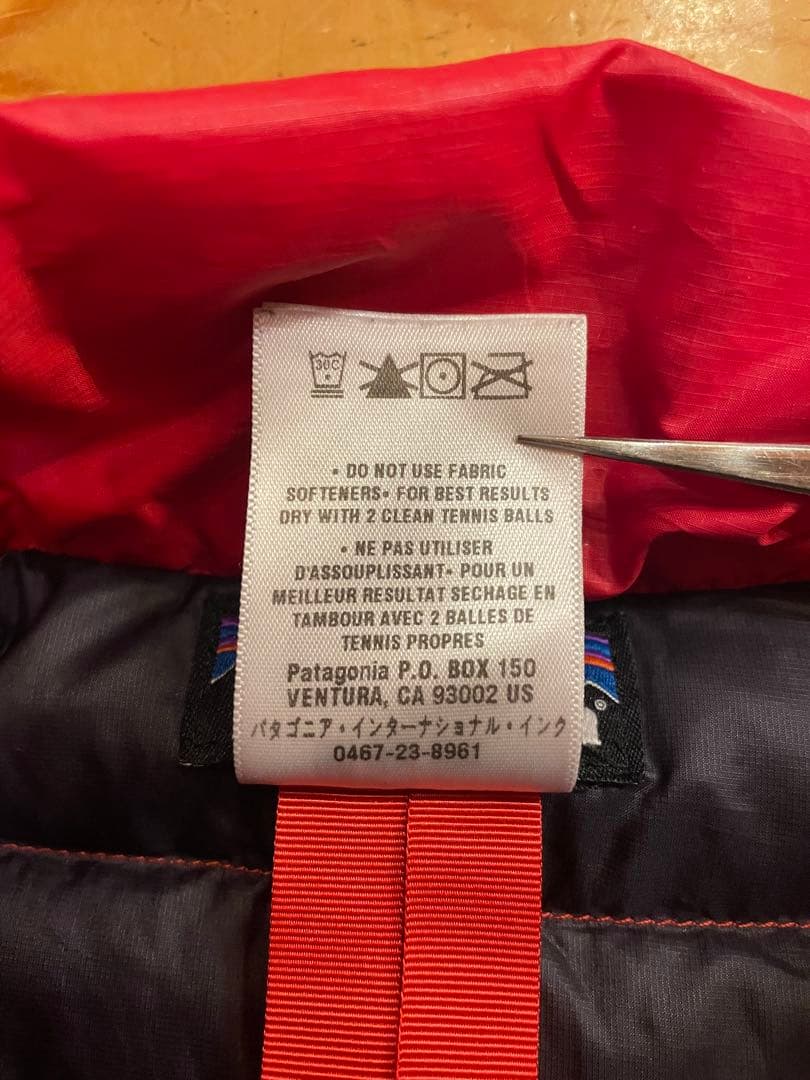 30C
• DO NOT USE FABRIC
SOFTENERS• FOR BEST RESULTS
DRY WITH 2 CLEAN TENNIS BALLS
• NE PAS UTILISER
D'ASSOUPLISSANT• POUR UN
MEILLEUR RESULTAT SECHAGE EN
TAMBOUR AVEC 2 BALLES DE
TENNIS PROPRES
Patagonia P.O. BOX 150
VENTURA, CA 93002 US
パタゴニア・インターナショナル・インク
0467-23-8961